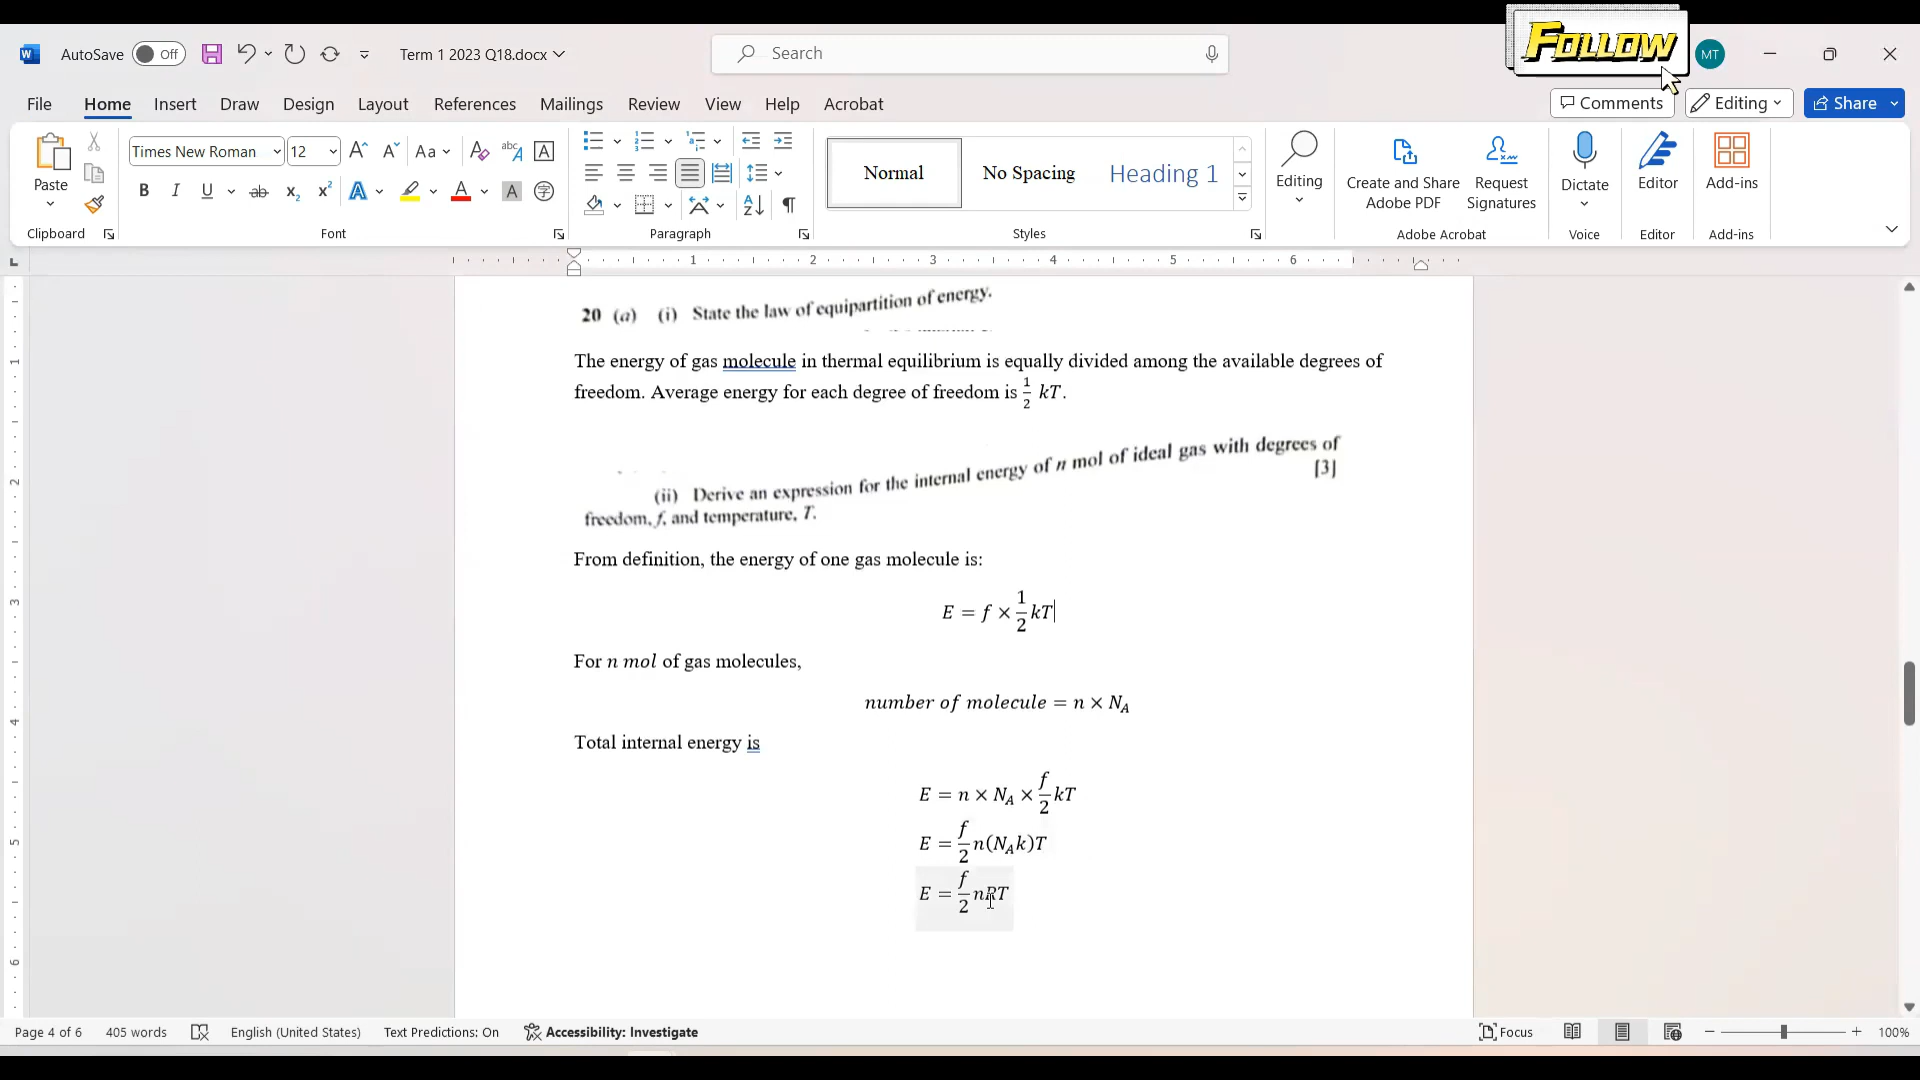 AutoSave Off Term 1 2023 Q18.docx Search FOLLOW MT
File Home Insert Draw Design Layout References Mailings Review View Help Acrobat Comments Editing Share
Paste Times New Roman 12 Aa Normal No Spacing Heading 1 Editing Create and Share Adobe PDF Request Signatures Dictate Editor Add-ins
Clipboard Font Paragraph Styles Adobe Acrobat Voice Editor Add-ins
1 2 3 4 5 6
20 (a) (i) State the law of equipartition of energy.
The energy of gas molecule in thermal equilibrium is equally divided among the available degrees of
freedom. Average energy for each degree of freedom is 1/2 kT.
(ii) Derive an expression for the internal energy of n mol of ideal gas with degrees of
freedom, f, and temperature, T. [3]
From definition, the energy of one gas molecule is:
E = f × 1/2 kT
For n mol of gas molecules,
number of molecule = n × N_A
Total internal energy is
E = n × N_A × f/2 kT
E = f/2 n(N_A k)T
E = f/2 nRT
Page 4 of 6 405 words English (United States) Text Predictions: On Accessibility: Investigate Focus 100%